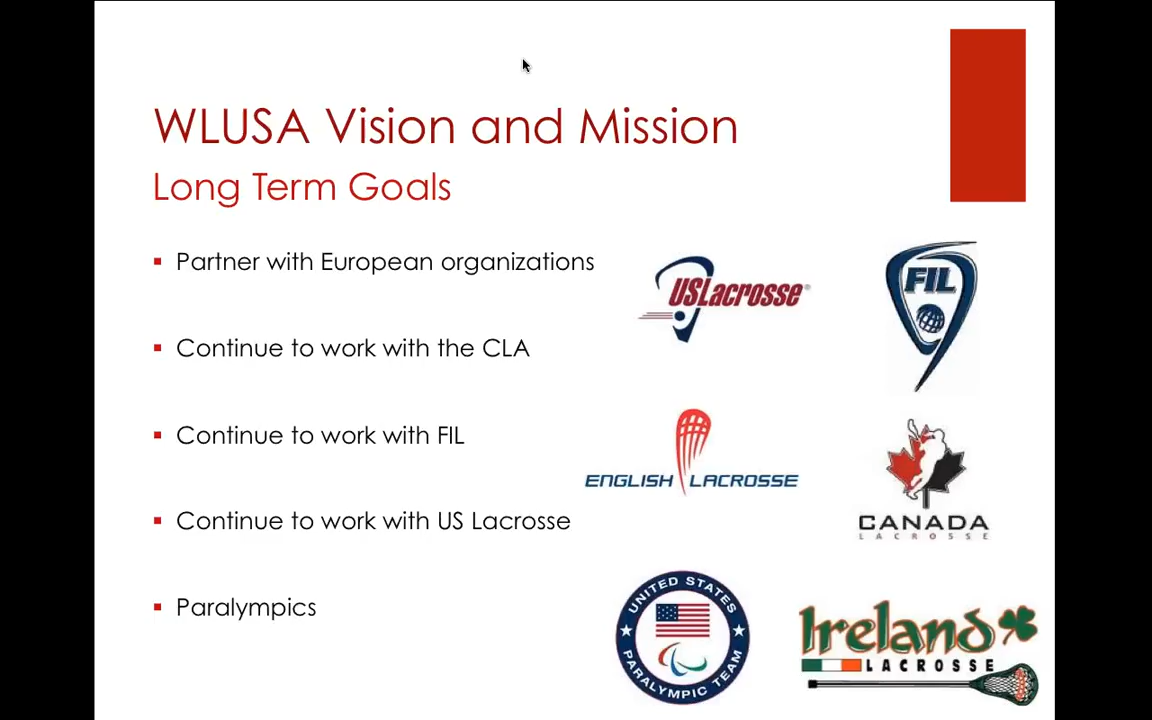 WLUSA Vision and Mission
Long Term Goals
▪ Partner with European organizations
▪ Continue to work with the CLA
▪ Continue to work with FIL
▪ Continue to work with US Lacrosse
▪ Paralympics
USLacrosse®
FIL
ENGLISH LACROSSE
CANADA
LACROSSE
UNITED STATES
PARALYMPIC TEAM
Ireland
LACROSSE